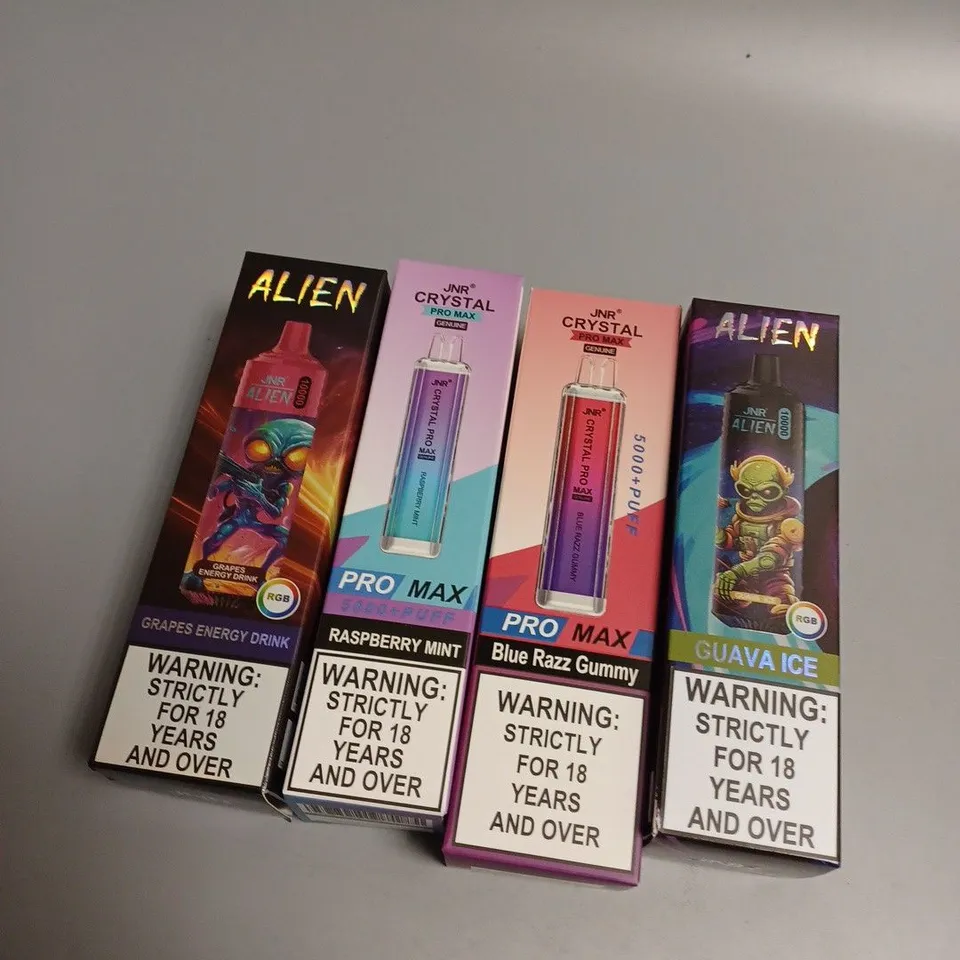 ALIEN
JNR
ALIEN
10000
GRAPES
ENERGY DRINK
RGB
GRAPES ENERGY DRINK
WARNING:
STRICTLY
FOR 18
YEARS
AND OVER
JNR®
CRYSTAL
PRO MAX
GENUINE
JNR®
CRYSTAL PRO
MAX
GENUINE
RASPBERRY MINT
PRO MAX
5000+PUFF
RASPBERRY MINT
WARNING:
STRICTLY
FOR 18
YEARS
AND OVER
JNR®
CRYSTAL
PRO MAX
GENUINE
JNR®
CRYSTAL PRO
MAX
GENUINE
BLUE RAZZ GUMMY
5000+PUFF
PRO MAX
Blue Razz Gummy
WARNING:
STRICTLY
FOR 18
YEARS
AND OVER
ALIEN
JNR®
ALIEN
10000
RGB
GUAVA ICE
WARNING:
STRICTLY
FOR 18
YEARS
AND OVER